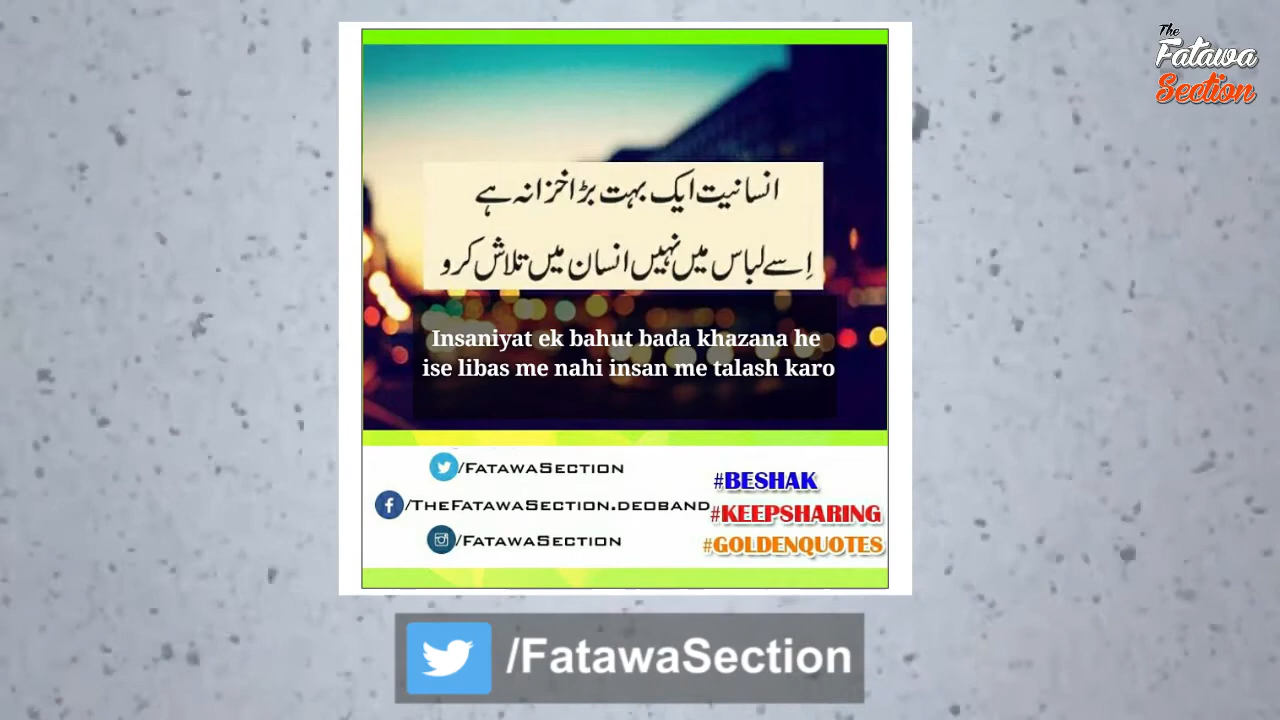 The
Fatawa
Section
انسانیت ایک بہت بڑا خزانہ ہے
اِسے لباس میں نہیں انسان میں تلاش کرو
Insaniyat ek bahut bada khazana he
ise libas me nahi insan me talash karo
/FatawaSection
/TheFatawaSection.deoband
/FatawaSection
#BESHAK
#KEEPSHARING
#GOLDENQUOTES
/FatawaSection